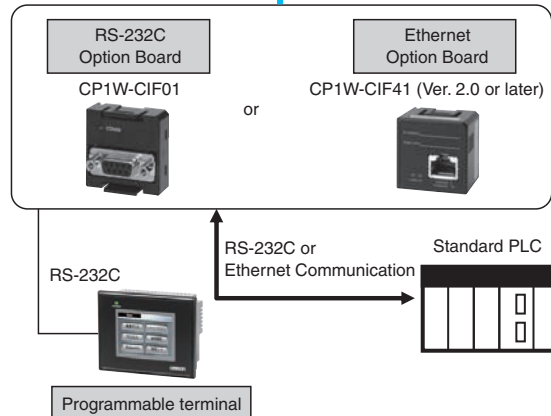 RS-232C
Option Board
CP1W-CIF01
or
Ethernet
Option Board
CP1W-CIF41 (Ver. 2.0 or later)
RS-232C or
Ethernet Communication
Standard PLC
RS-232C
Programmable terminal